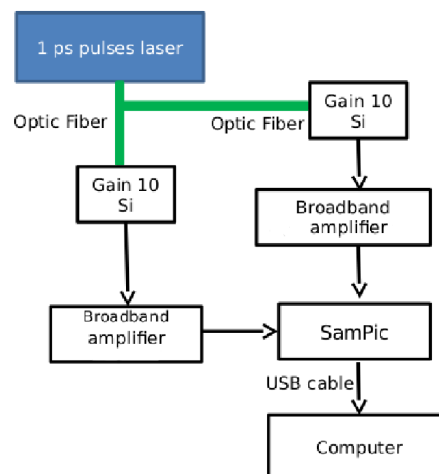 1 ps pulses laser
Optic Fiber
Optic Fiber
Gain 10
Si
Gain 10
Si
Broadband
amplifier
Broadband
amplifier
SamPic
USB cable
Computer